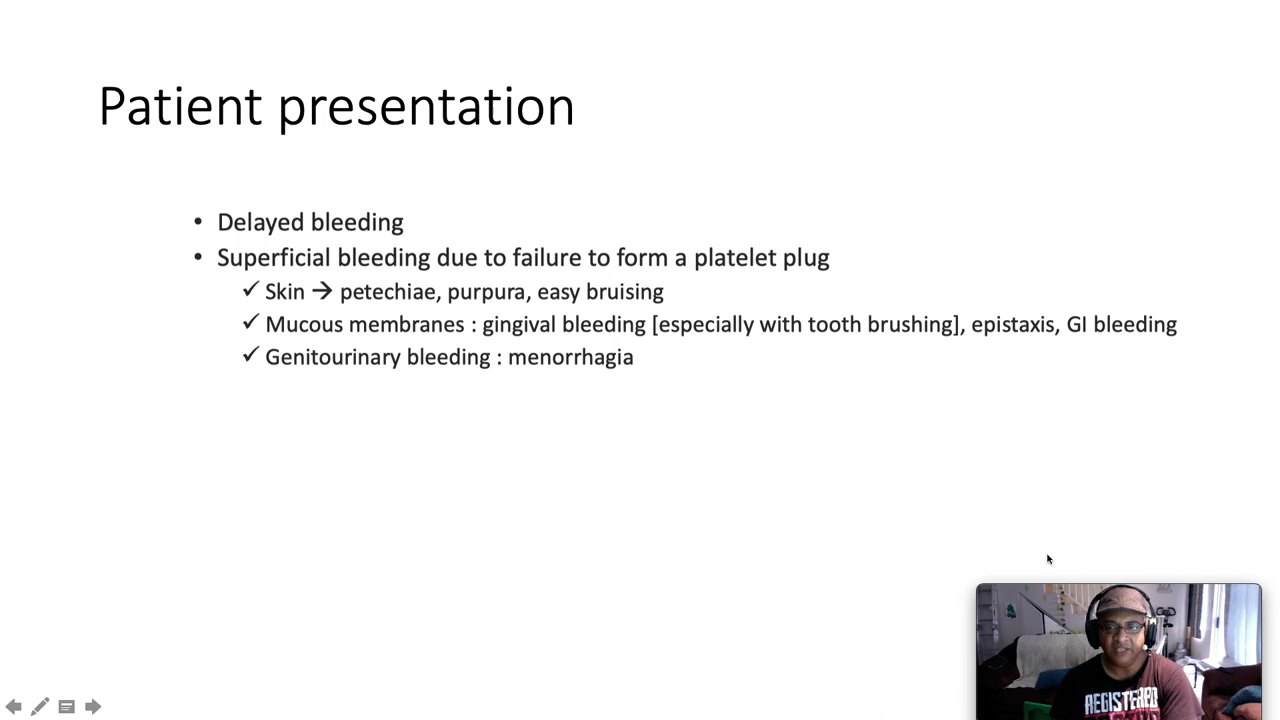 Patient presentation
• Delayed bleeding
• Superficial bleeding due to failure to form a platelet plug
✓ Skin → petechiae, purpura, easy bruising
✓ Mucous membranes : gingival bleeding [especially with tooth brushing], epistaxis, GI bleeding
✓ Genitourinary bleeding : menorrhagia
REGISTERED